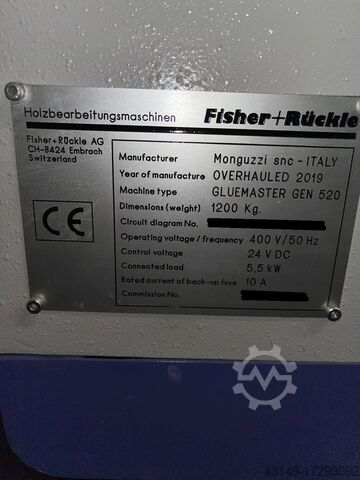 Holzbearbeitungsmaschinen Fisher+Rückle
Fisher+Rückle AG
CH-8424 Embrach
Switzerland
Manufacturer Monguzzi snc - ITALY
Year of manufacture OVERHAULED 2019
Machine type GLUEMASTER GEN 520
Dimensions (weight) 1200 Kg.
Circuit diagram No.
Operating voltage / frequency 400 V/50 Hz
Control voltage 24 V DC
Connected load 5,5 kW
Rated current of back-up fuse 10 A
Commission No.
CE
43149-17299092